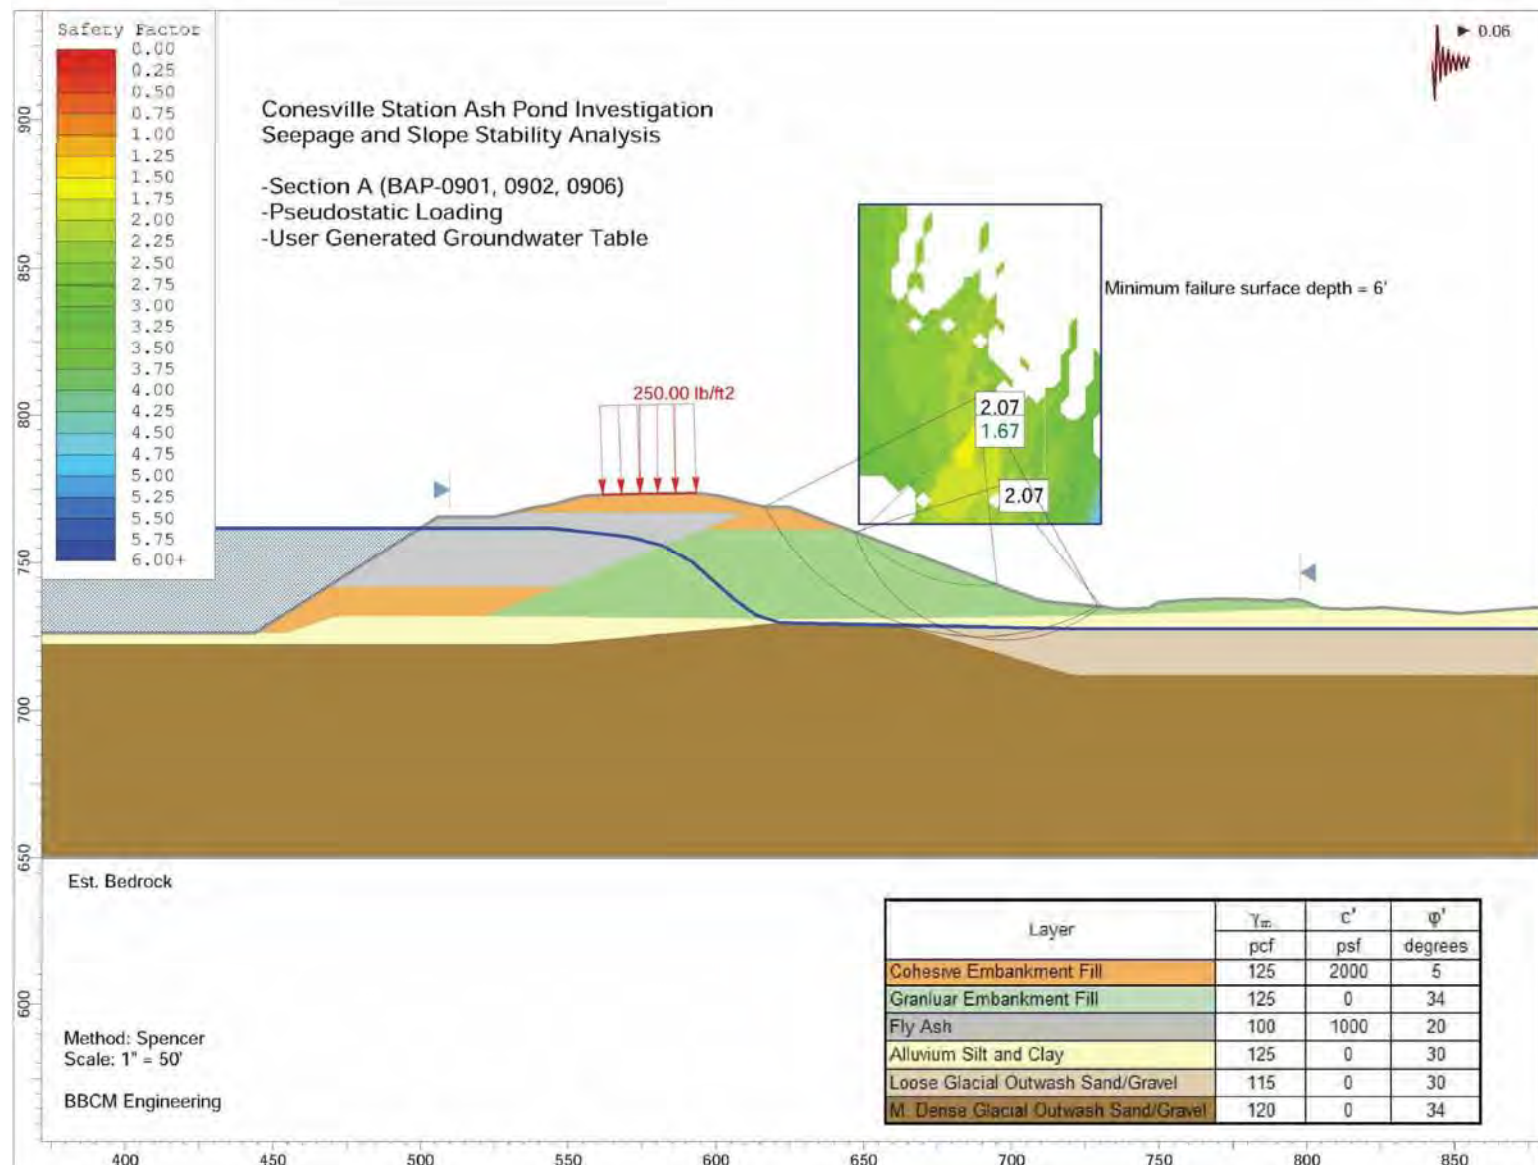 Safety Factor
0.00
0.25
0.50
0.75
1.00
1.25
1.50
1.75
2.00
2.25
2.50
2.75
3.00
3.25
3.50
3.75
4.00
4.25
4.50
4.75
5.00
5.25
5.50
5.75
6.00+
0.06
Conesville Station Ash Pond Investigation
Seepage and Slope Stability Analysis
-Section A (BAP-0901, 0902, 0906)
-Pseudostatic Loading
-User Generated Groundwater Table
Minimum failure surface depth = 6'
250.00 lb/ft2
2.07
1.67
2.07
900
850
800
750
700
650
600
Est. Bedrock
Method: Spencer
Scale: 1" = 50'
BBCM Engineering
Layer γm c' φ'
pcf psf degrees
Cohesive Embankment Fill 125 2000 5
Granluar Embankment Fill 125 0 34
Fly Ash 100 1000 20
Alluvium Silt and Clay 125 0 30
Loose Glacial Outwash Sand/Gravel 115 0 30
M. Dense Glacial Outwash Sand/Gravel 120 0 34
400 450 500 550 600 650 700 750 800 850